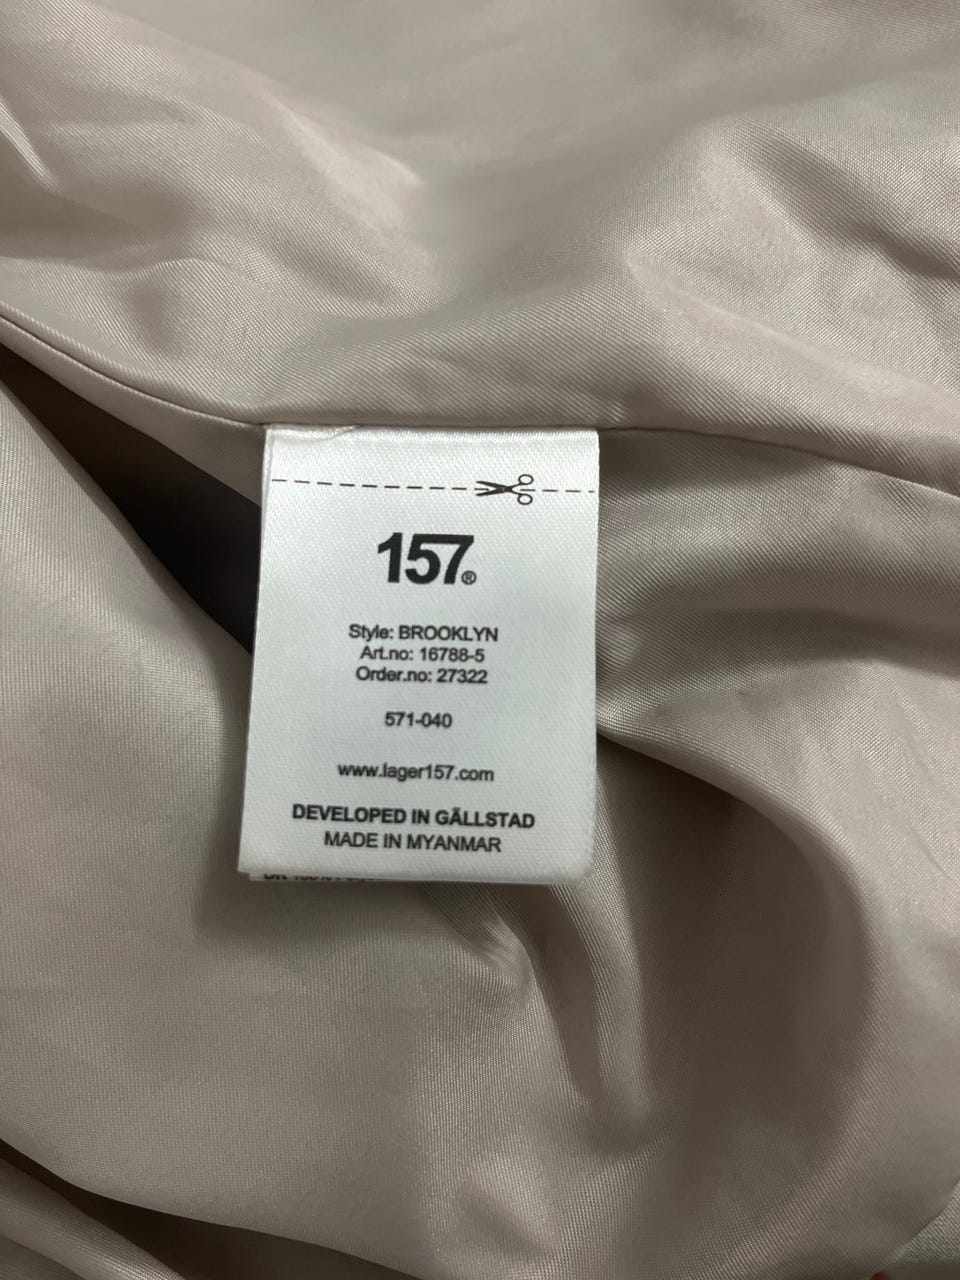 157®
Style: BROOKLYN
Art.no: 16788-5
Order.no: 27322
571-040
www.lager157.com
DEVELOPED IN GÄLLSTAD
MADE IN MYANMAR